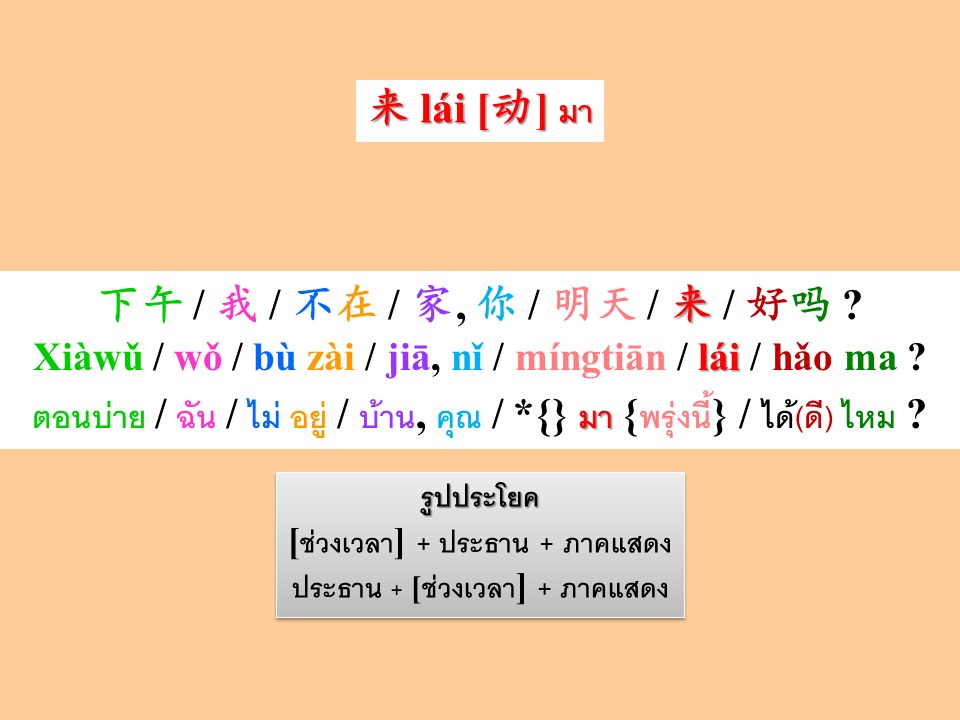 来 lái [动] มา
下午 / 我 / 不在 / 家, 你 / 明天 / 来 / 好吗 ?
Xiàwǔ / wǒ / bù zài / jiā, nǐ / míngtiān / lái / hǎo ma ?
ตอนบ่าย / ฉัน / ไม่ อยู่ / บ้าน, คุณ / *{} มา {พรุ่งนี้} / ได้(ดี) ไหม ?
รูปประโยค
[ช่วงเวลา] + ประธาน + ภาคแสดง
ประธาน + [ช่วงเวลา] + ภาคแสดง